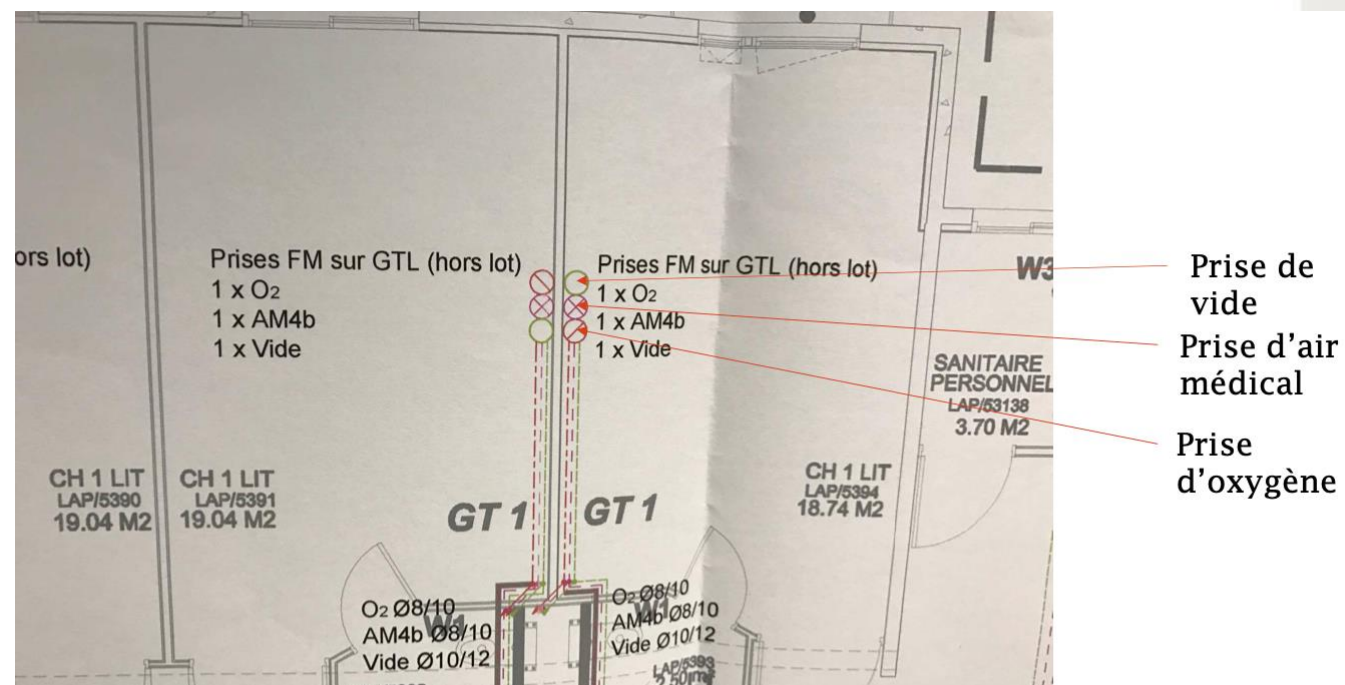 ors lot)
Prises FM sur GTL (hors lot)
1 x O2
1 x AM4b
1 x Vide
Prises FM sur GTL (hors lot)
1 x O2
1 x AM4b
1 x Vide
W3
Prise de
vide
Prise d'air
médical
Prise
d'oxygène
SANITAIRE
PERSONNEL
LAP/53138
3.70 M2
CH 1 LIT
LAP/5390
19.04 M2
CH 1 LIT
LAP/5391
19.04 M2
GT 1
GT 1
CH 1 LIT
LAP/5394
18.74 M2
O2 Ø8/10
AM4b Ø8/10
Vide Ø10/12
W1
O2 Ø8/10
AM4b Ø8/10
Vide Ø10/12
W1
LAP/5393